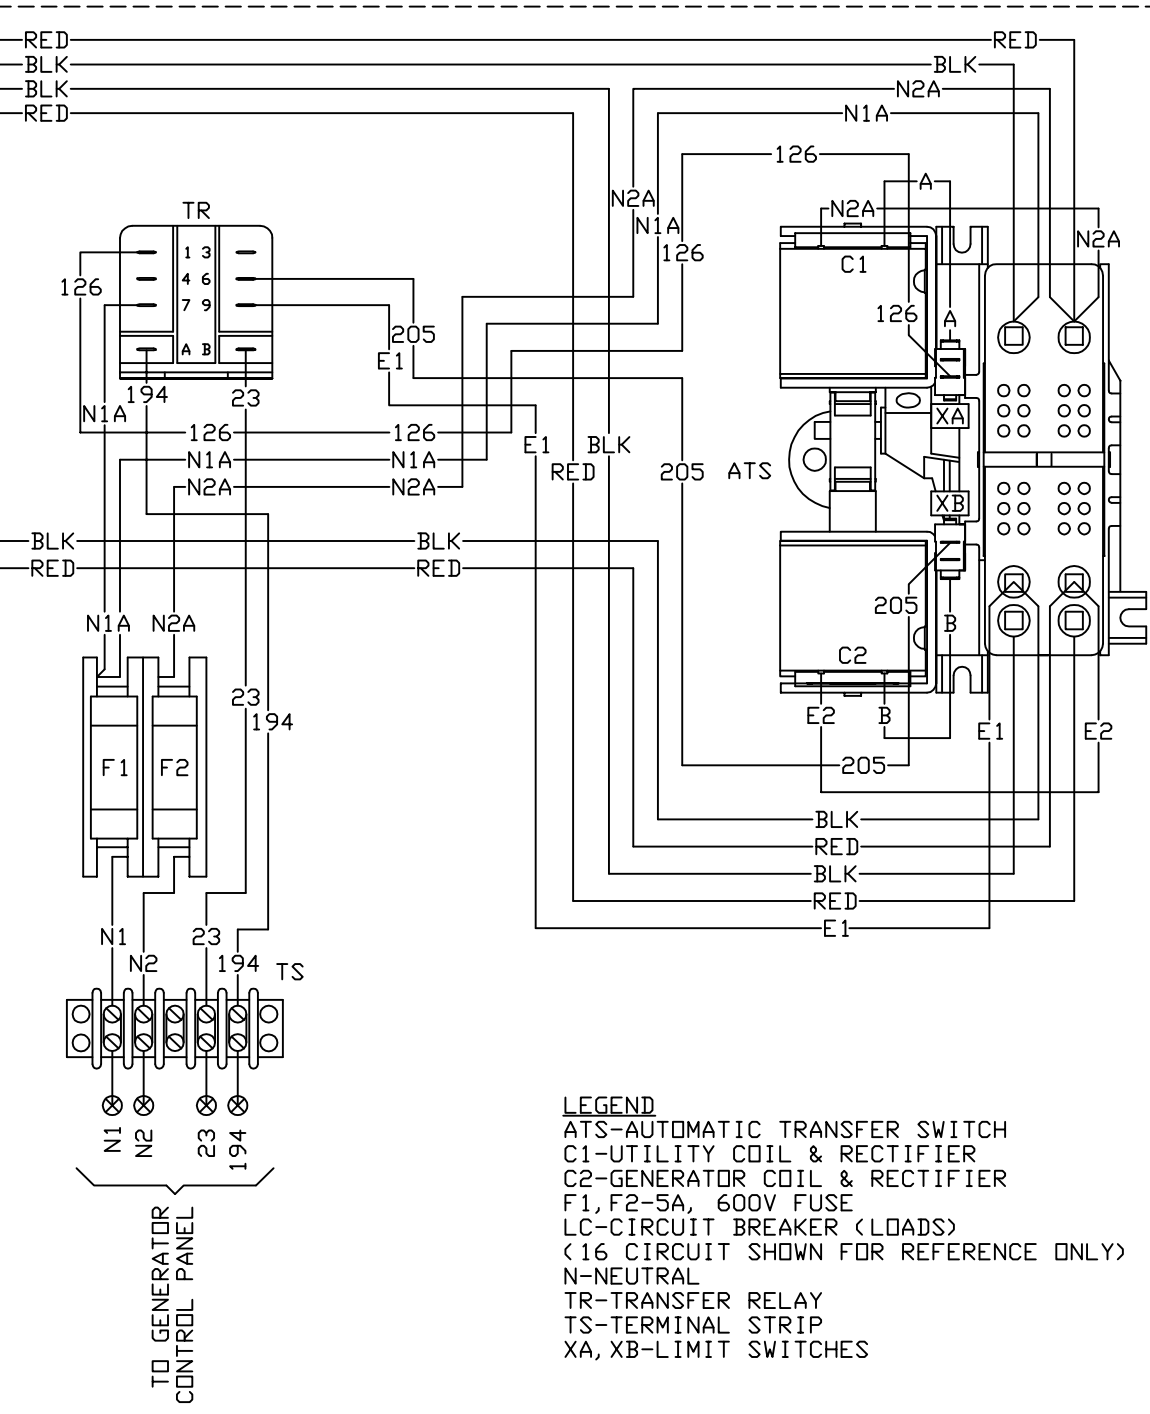 RED RED
BLK BLK
BLK N2A
RED N1A
126
A
N2A
N2A
N1A
126
N2A
TR
1 3
4 6
7 9
A B
126
205
E1
194
23
N1A
C1
126
A
XA
126 126
N1A N1A
N2A N2A
E1
BLK
RED
205
ATS
XB
BLK BLK
RED RED
205
B
C2
N1A N2A
23
194
E2
B
E1
E2
F1 F2
205
BLK
RED
BLK
RED
E1
N1
N2
23
194
TS
N1
N2
23
194
TO GENERATOR
CONTROL PANEL
LEGEND
ATS-AUTOMATIC TRANSFER SWITCH
C1-UTILITY COIL & RECTIFIER
C2-GENERATOR COIL & RECTIFIER
F1,F2-5A, 600V FUSE
LC-CIRCUIT BREAKER (LOADS)
(16 CIRCUIT SHOWN FOR REFERENCE ONLY)
N-NEUTRAL
TR-TRANSFER RELAY
TS-TERMINAL STRIP
XA,XB-LIMIT SWITCHES